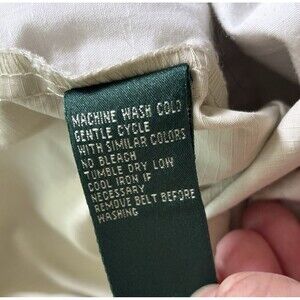 MACHINE WASH COLD
GENTLE CYCLE
WITH SIMILAR COLORS
NO BLEACH
TUMBLE DRY LOW
COOL IRON IF
NECESSARY
REMOVE BELT BEFORE
WASHING